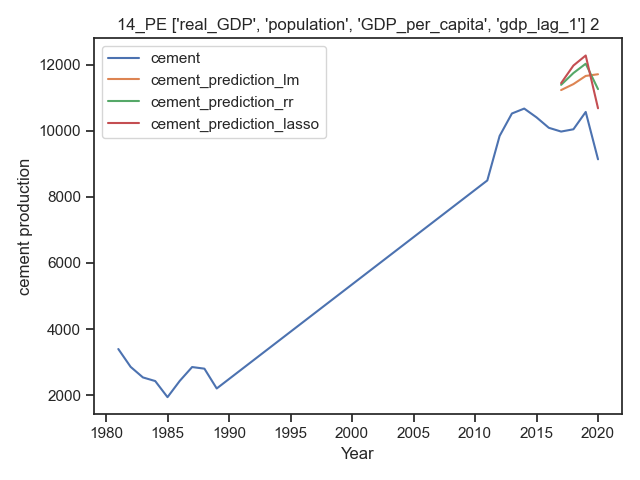 14_PE ['real_GDP', 'population', 'GDP_per_capita', 'gdp_lag_1'] 2
cement
cement_prediction_lm
cement_prediction_rr
cement_prediction_lasso
cement production
12000
10000
8000
6000
4000
2000
1980 1985 1990 1995 2000 2005 2010 2015 2020
Year